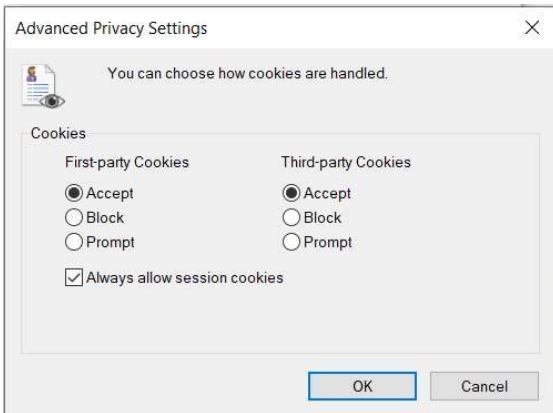 Advanced Privacy Settings
You can choose how cookies are handled.
Cookies
First-party Cookies
Third-party Cookies
Accept
Accept
Block
Block
Prompt
Prompt
Always allow session cookies
OK
Cancel